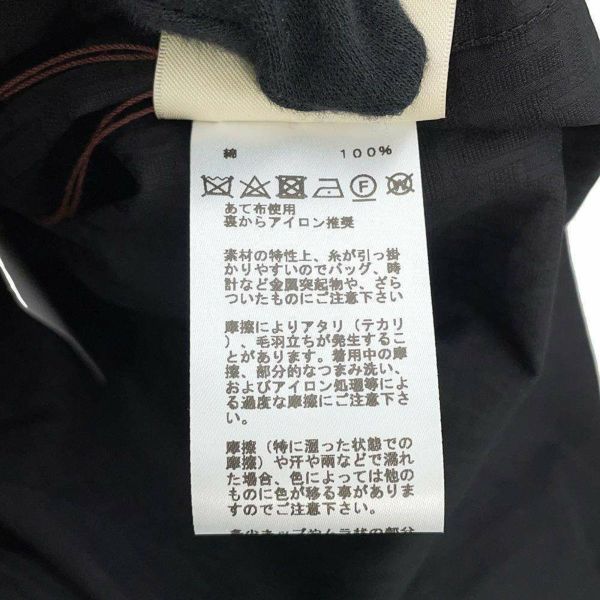 綿 100%
F W
あて布使用
裏からアイロン推奨
素材の特性上、糸が引っ掛
かりやすいのでバッグ、時
計など金属突起物や、ざら
ついたものにご注意下さい
摩擦によりアタリ(テカリ
)、毛羽立ちが発生するこ
とがあります。着用中の摩
擦、部分的なつまみ洗い、
およびアイロン処理等によ
る過度な摩擦にご注意下さ
い。
摩擦(特に湿った状態での
摩擦)や汗や雨などで濡れ
た場合、色によっては他の
ものに色が移る事がありま
すのでご注意下さい。